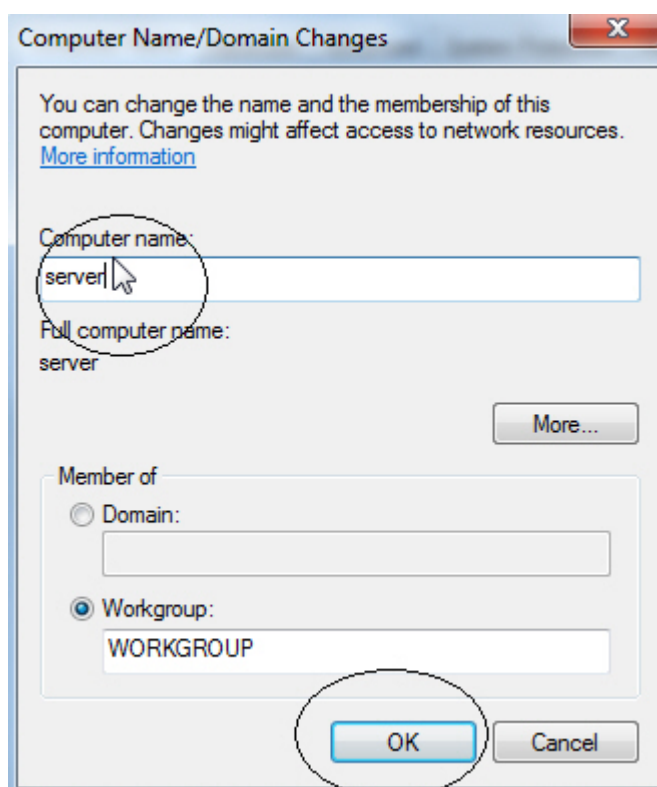 Computer Name/Domain Changes
You can change the name and the membership of this
computer. Changes might affect access to network resources.
More information
Computer name:
server
Full computer name:
server
More...
Member of
Domain:
Workgroup:
WORKGROUP
OK
Cancel